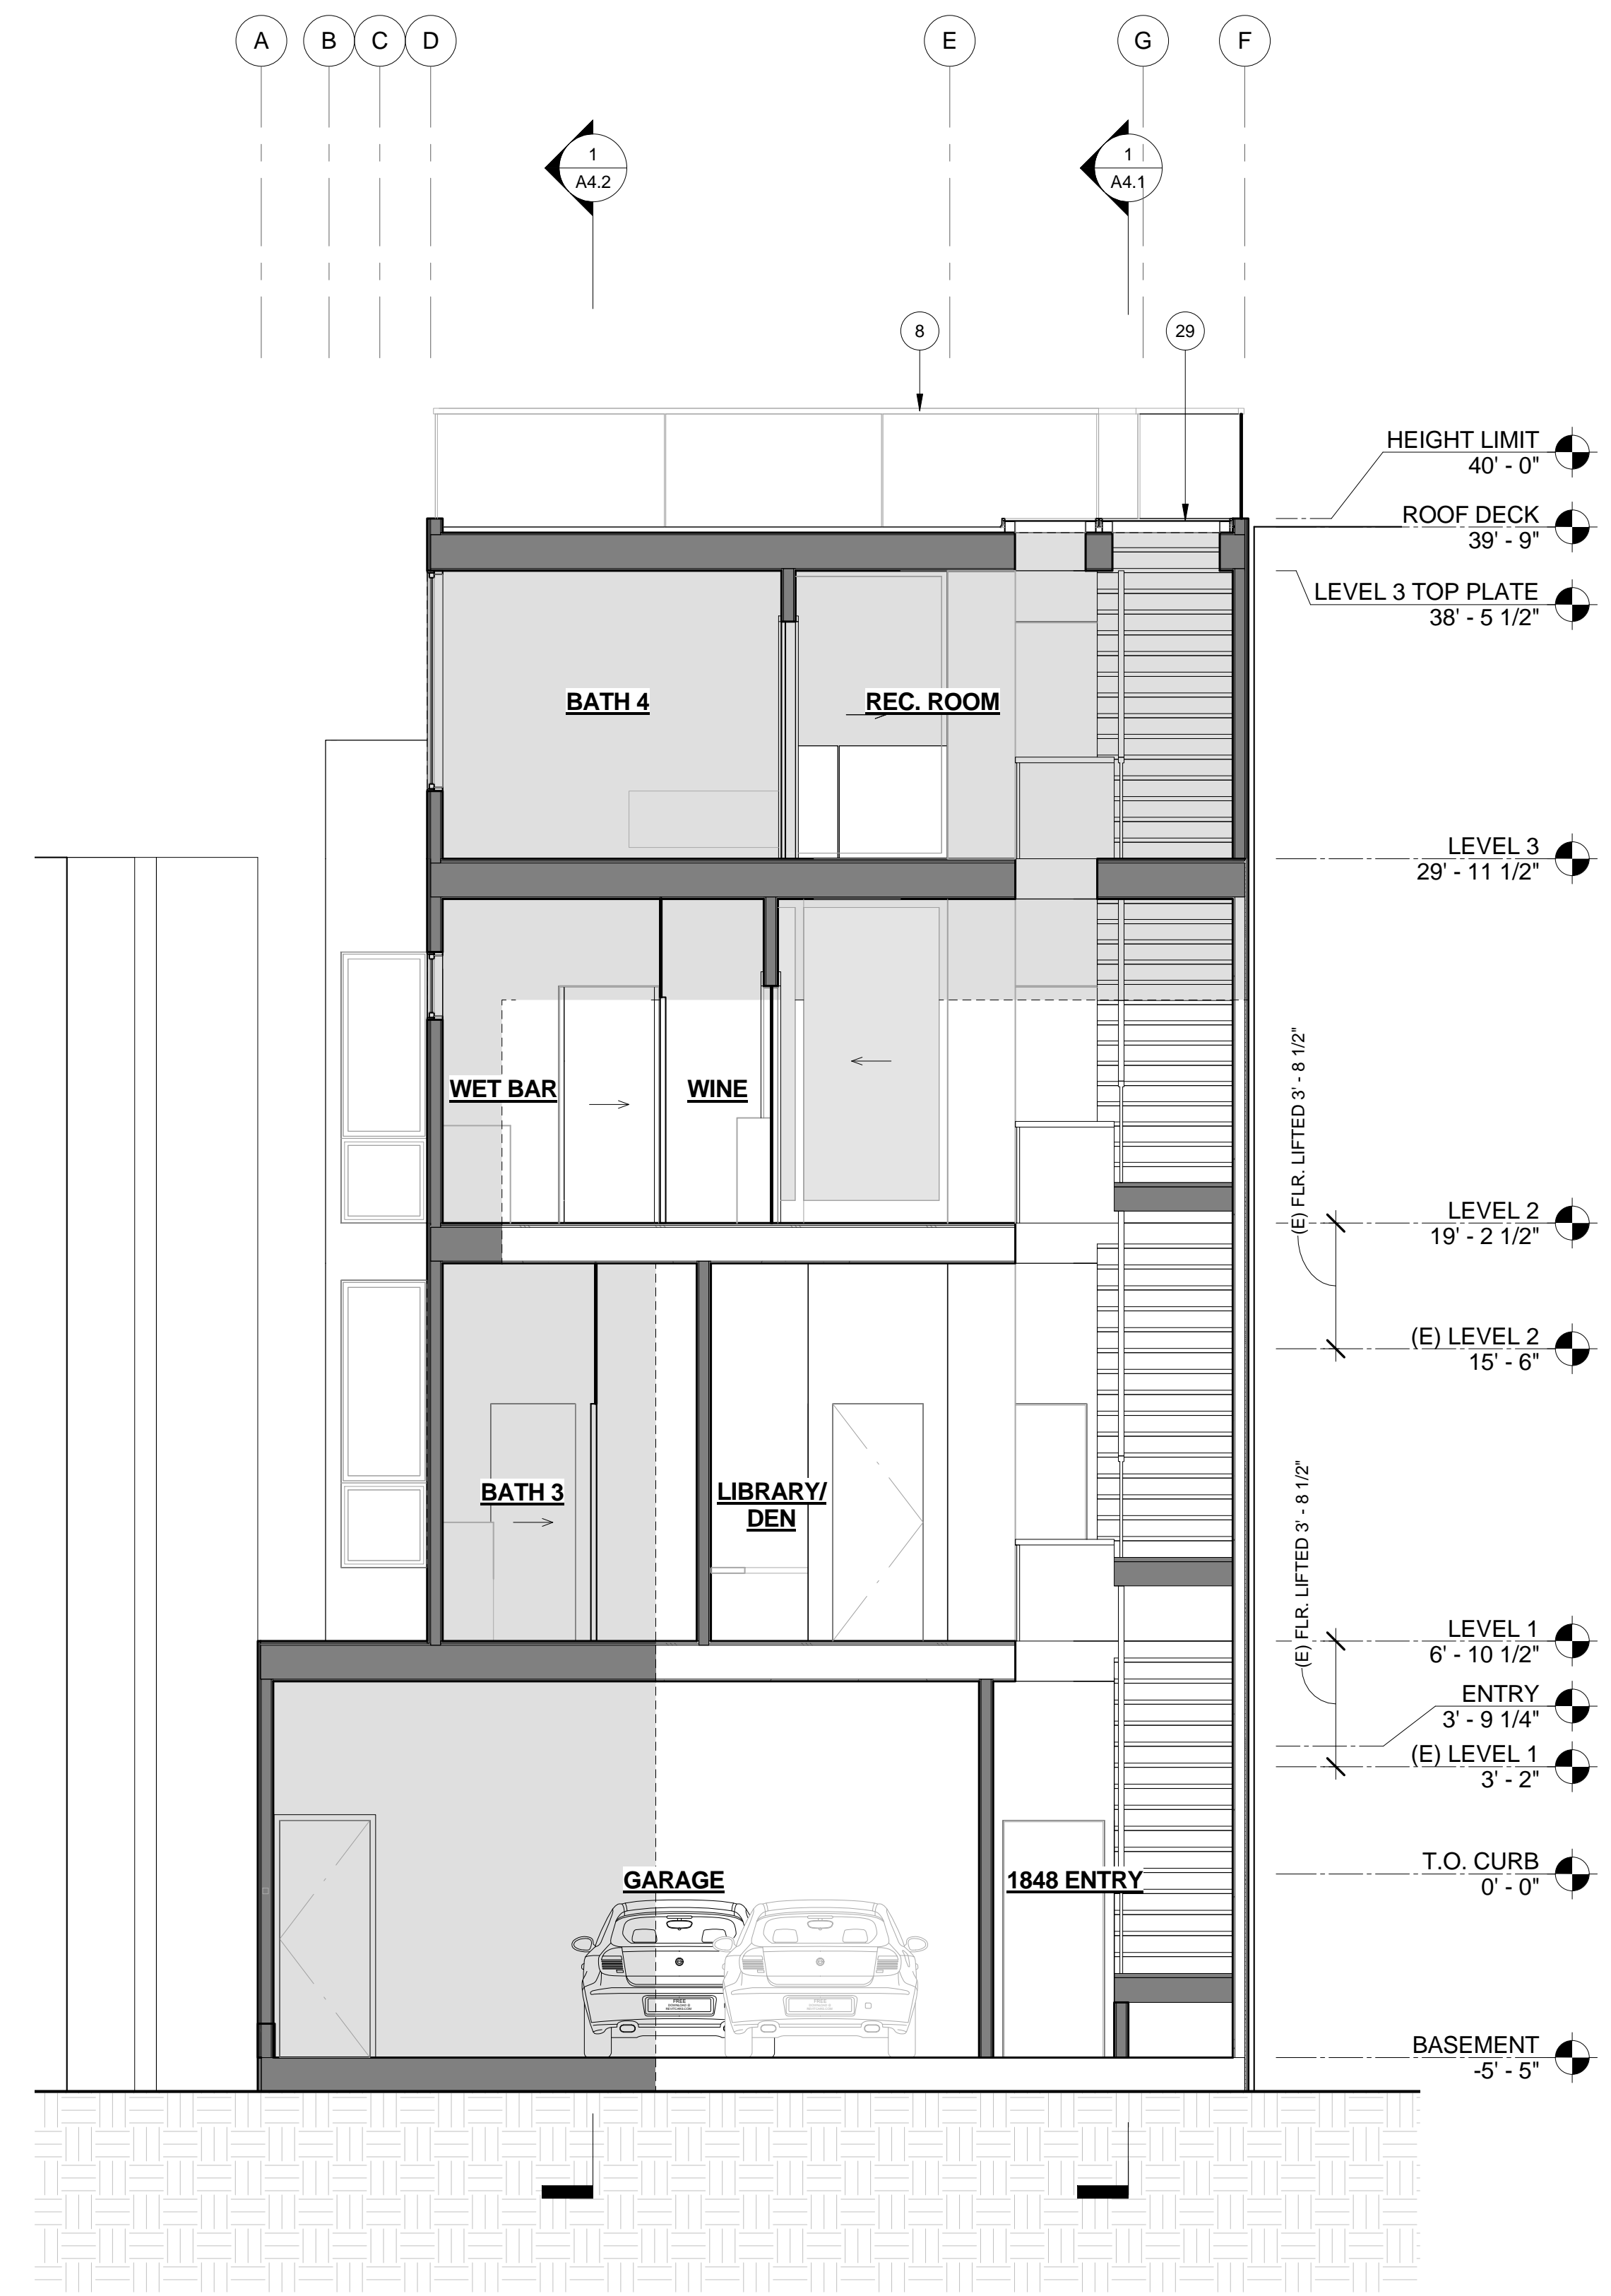 A B C D E G F
1
A4.2
1
A4.1
8
29
HEIGHT LIMIT
40' - 0"
ROOF DECK
39' - 9"
LEVEL 3 TOP PLATE
38' - 5 1/2"
BATH 4
REC. ROOM
LEVEL 3
29' - 11 1/2"
WET BAR
WINE
(E) FLR. LIFTED 3' - 8 1/2"
LEVEL 2
19' - 2 1/2"
(E) LEVEL 2
15' - 6"
BATH 3
LIBRARY/
DEN
(E) FLR. LIFTED 3' - 8 1/2"
LEVEL 1
6' - 10 1/2"
ENTRY
3' - 9 1/4"
(E) LEVEL 1
3' - 2"
GARAGE
1848 ENTRY
T.O. CURB
0' - 0"
FREE
FREE
BASEMENT
-5' - 5"